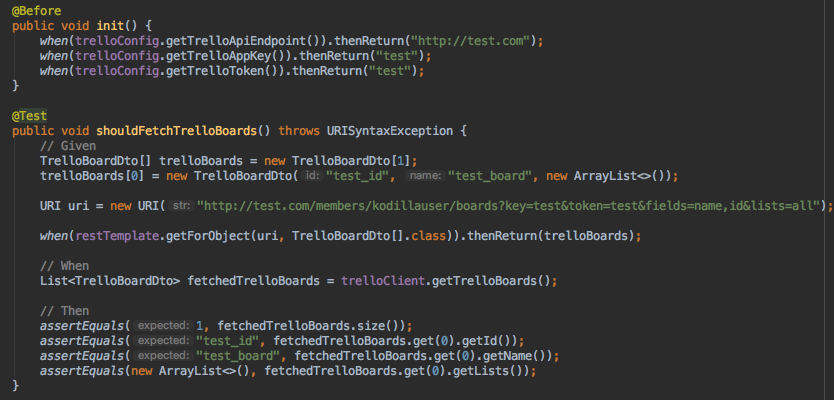 @Before
public void init() {
    when(trelloConfig.getTrelloApiEndpoint()).thenReturn("http://test.com");
    when(trelloConfig.getTrelloAppKey()).thenReturn("test");
    when(trelloConfig.getTrelloToken()).thenReturn("test");
}
@Test
public void shouldFetchTrelloBoards() throws URISyntaxException {
    // Given
    TrelloBoardDto[] trelloBoards = new TrelloBoardDto[1];
    trelloBoards[0] = new TrelloBoardDto( id: "test_id", name: "test_board", new ArrayList<>());
    URI uri = new URI( str: "http://test.com/members/kodillauser/boards?key=test&token=test&fields=name,id&lists=all");
    when(restTemplate.getForObject(uri, TrelloBoardDto[].class)).thenReturn(trelloBoards);
    // When
    List<TrelloBoardDto> fetchedTrelloBoards = trelloClient.getTrelloBoards();
    // Then
    assertEquals( expected: 1, fetchedTrelloBoards.size());
    assertEquals( expected: "test_id", fetchedTrelloBoards.get(0).getId());
    assertEquals( expected: "test_board", fetchedTrelloBoards.get(0).getName());
    assertEquals(new ArrayList<>(), fetchedTrelloBoards.get(0).getLists());
}